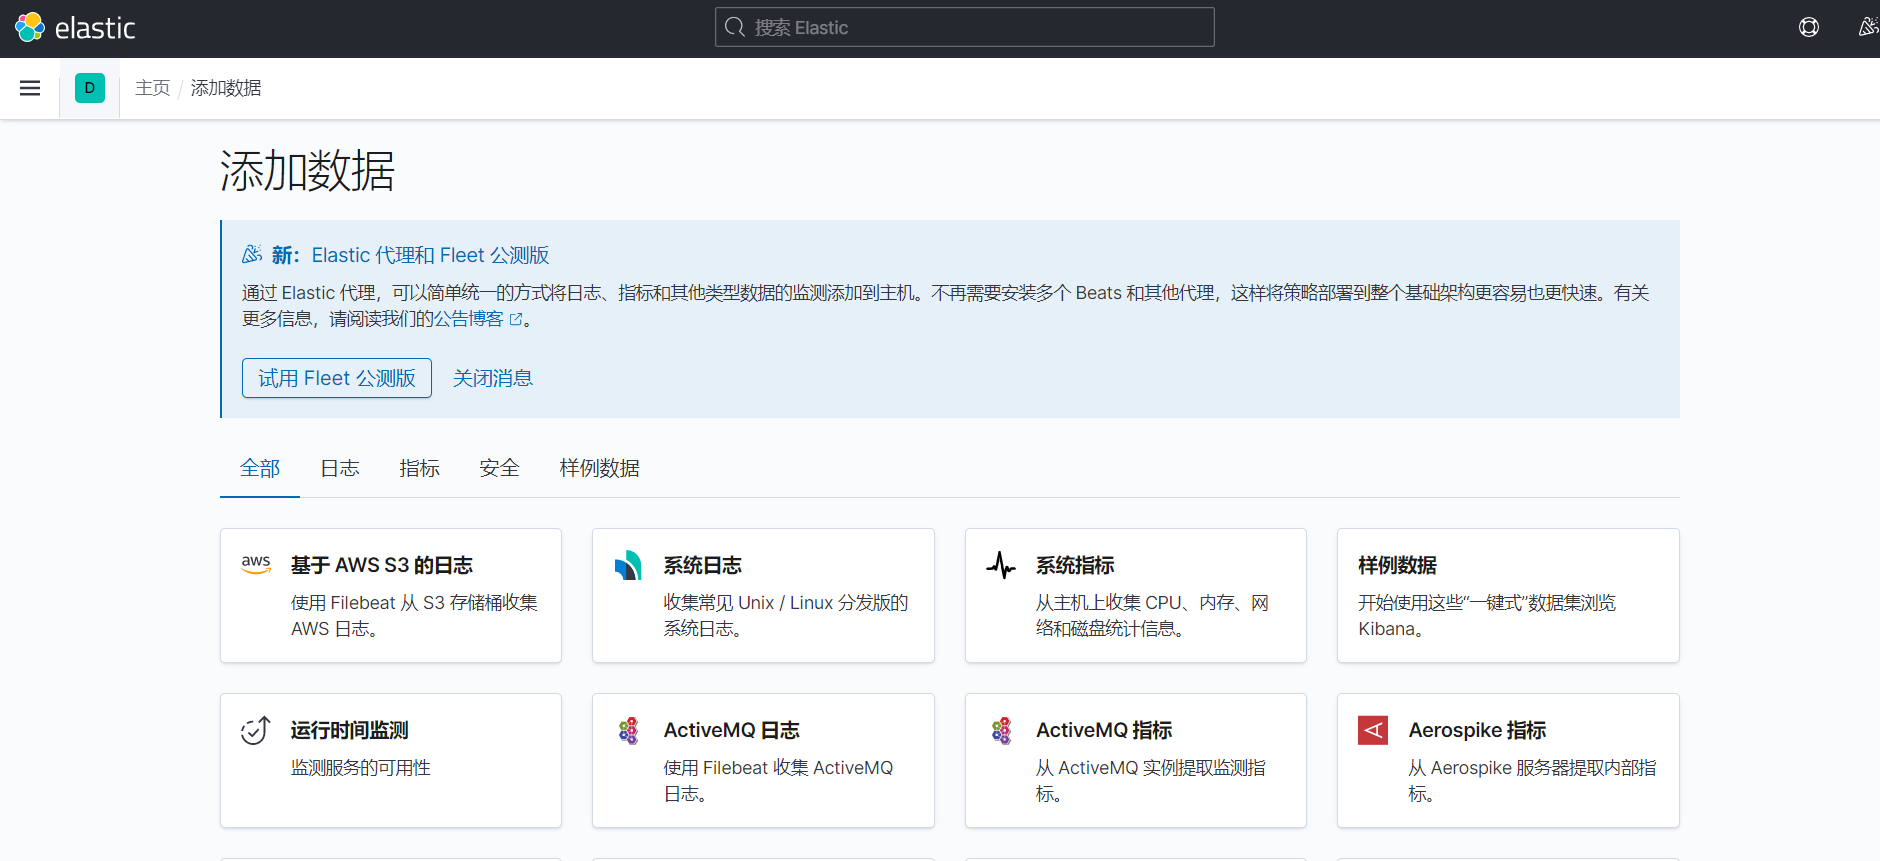 elastic
搜索 Elastic
D
主页 / 添加数据
添加数据
新：Elastic 代理和 Fleet 公测版
通过 Elastic 代理，可以简单统一的方式将日志、指标和其他类型数据的监测添加到主机。不再需要安装多个 Beats 和其他代理，这样将策略部署到整个基础架构更容易也更快速。有关
更多信息，请阅读我们的公告博客。
试用 Fleet 公测版 关闭消息
全部 日志 指标 安全 样例数据
aws
基于 AWS S3 的日志
使用 Filebeat 从 S3 存储桶收集
AWS 日志。
系统日志
收集常见 Unix / Linux 分发版的
系统日志。
系统指标
从主机上收集 CPU、内存、网
络和磁盘统计信息。
样例数据
开始使用这些“一键式”数据集浏览
Kibana。
运行时间监测
监测服务的可用性
ActiveMQ 日志
使用 Filebeat 收集 ActiveMQ
日志。
ActiveMQ 指标
从 ActiveMQ 实例提取监测指
标。
Aerospike 指标
从 Aerospike 服务器提取内部指
标。